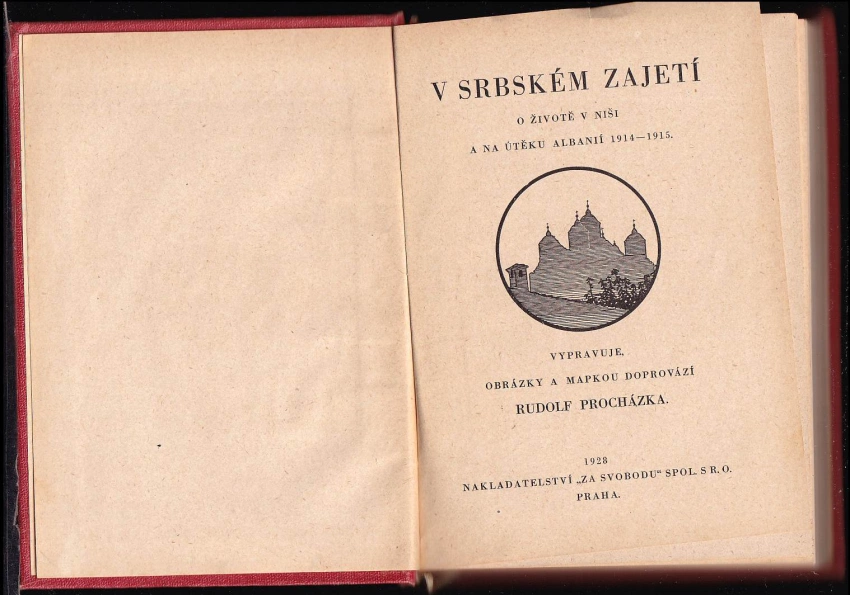 V SRBSKÉM ZAJETÍ
O ŽIVOTĚ V NIŠI
A NA ÚTĚKU ALBANIÍ 1914—1915.
VYPRAVUJE,
OBRÁZKY A MAPKOU DOPROVÁZÍ
RUDOLF PROCHÁZKA.
1928
NAKLADATELSTVÍ „ZA SVOBODU“ SPOL. S R. O.
PRAHA.